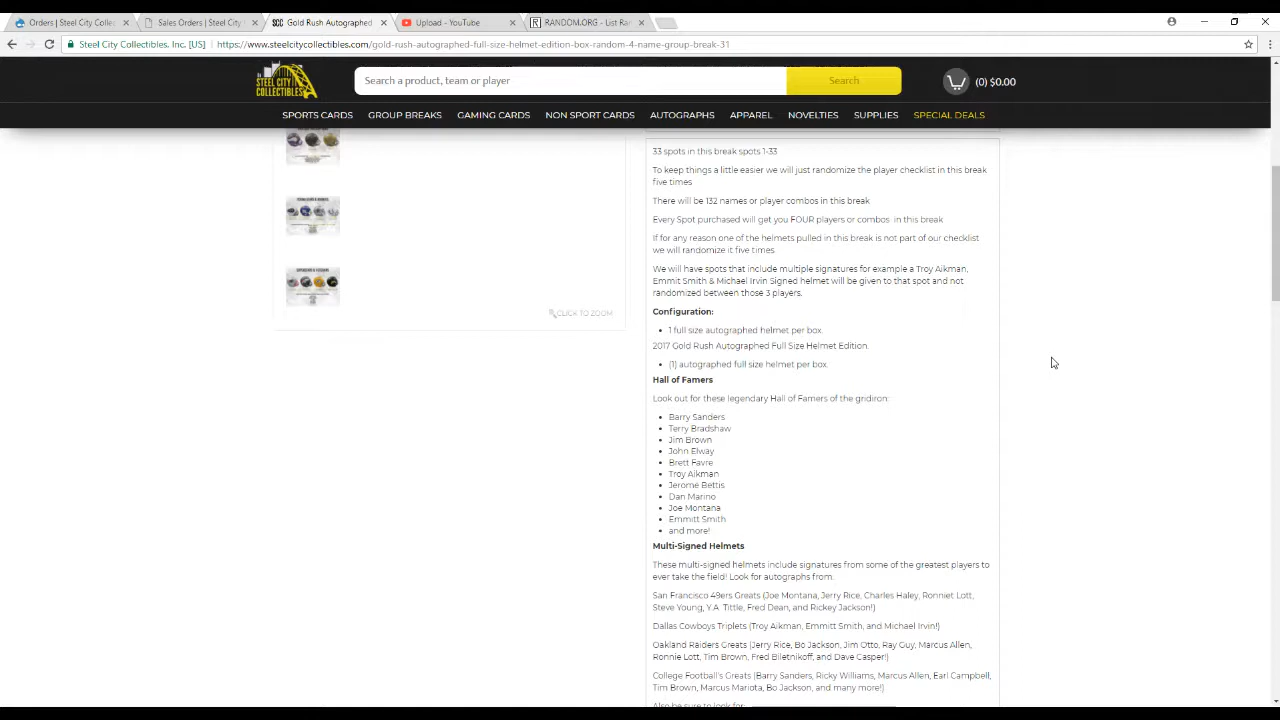 Orders | Steel City Colle
Sales Orders | Steel City
SCC Gold Rush Autographed
Upload - YouTube
RANDOM.ORG - List Ra
Steel City Collectibles. Inc. [US] https://www.steelcitycollectibles.com/gold-rush-autographed-full-size-helmet-edition-box-random-4-name-group-break-31
STEEL CITY
COLLECTIBLES
Search a product, team or player
Search
(0) $0.00
SPORTS CARDS GROUP BREAKS GAMING CARDS NON SPORT CARDS AUTOGRAPHS APPAREL NOVELTIES SUPPLIES SPECIAL DEALS
CLICK TO ZOOM
33 spots in this break spots 1-33
To keep things a little easier we will just randomize the player checklist in this break
five times
There will be 132 names or player combos in this break
Every Spot purchased will get you FOUR players or combos in this break
If for any reason one of the helmets pulled in this break is not part of our checklist
we will randomize it five times.
We will have spots that include multiple signatures for example a Troy Aikman,
Emmit Smith & Michael Irvin Signed helmet will be given to that spot and not
randomized between those 3 players.
Configuration:
• 1 full size autographed helmet per box.
2017 Gold Rush Autographed Full Size Helmet Edition.
• (1) autographed full size helmet per box.
Hall of Famers
Look out for these legendary Hall of Famers of the gridiron:
• Barry Sanders
• Terry Bradshaw
• Jim Brown
• John Elway
• Brett Favre
• Troy Aikman
• Jerome Bettis
• Dan Marino
• Joe Montana
• Emmitt Smith
• and more!
Multi-Signed Helmets
These multi-signed helmets include signatures from some of the greatest players to
ever take the field! Look for autographs from.
San Francisco 49ers Greats (Joe Montana, Jerry Rice, Charles Haley, Ronniet Lott,
Steve Young, Y.A. Tittle, Fred Dean, and Rickey Jackson!)
Dallas Cowboys Triplets (Troy Aikman, Emmitt Smith, and Michael Irvin!)
Oakland Raiders Greats (Jerry Rice, Bo Jackson, Jim Otto, Ray Guy, Marcus Allen,
Ronnie Lott, Tim Brown, Fred Biletnikoff, and Dave Casper!)
College Football's Greats (Barry Sanders, Ricky Williams, Marcus Allen, Earl Campbell,
Tim Brown, Marcus Mariota, Bo Jackson, and many more!)
Also be sure to look for: